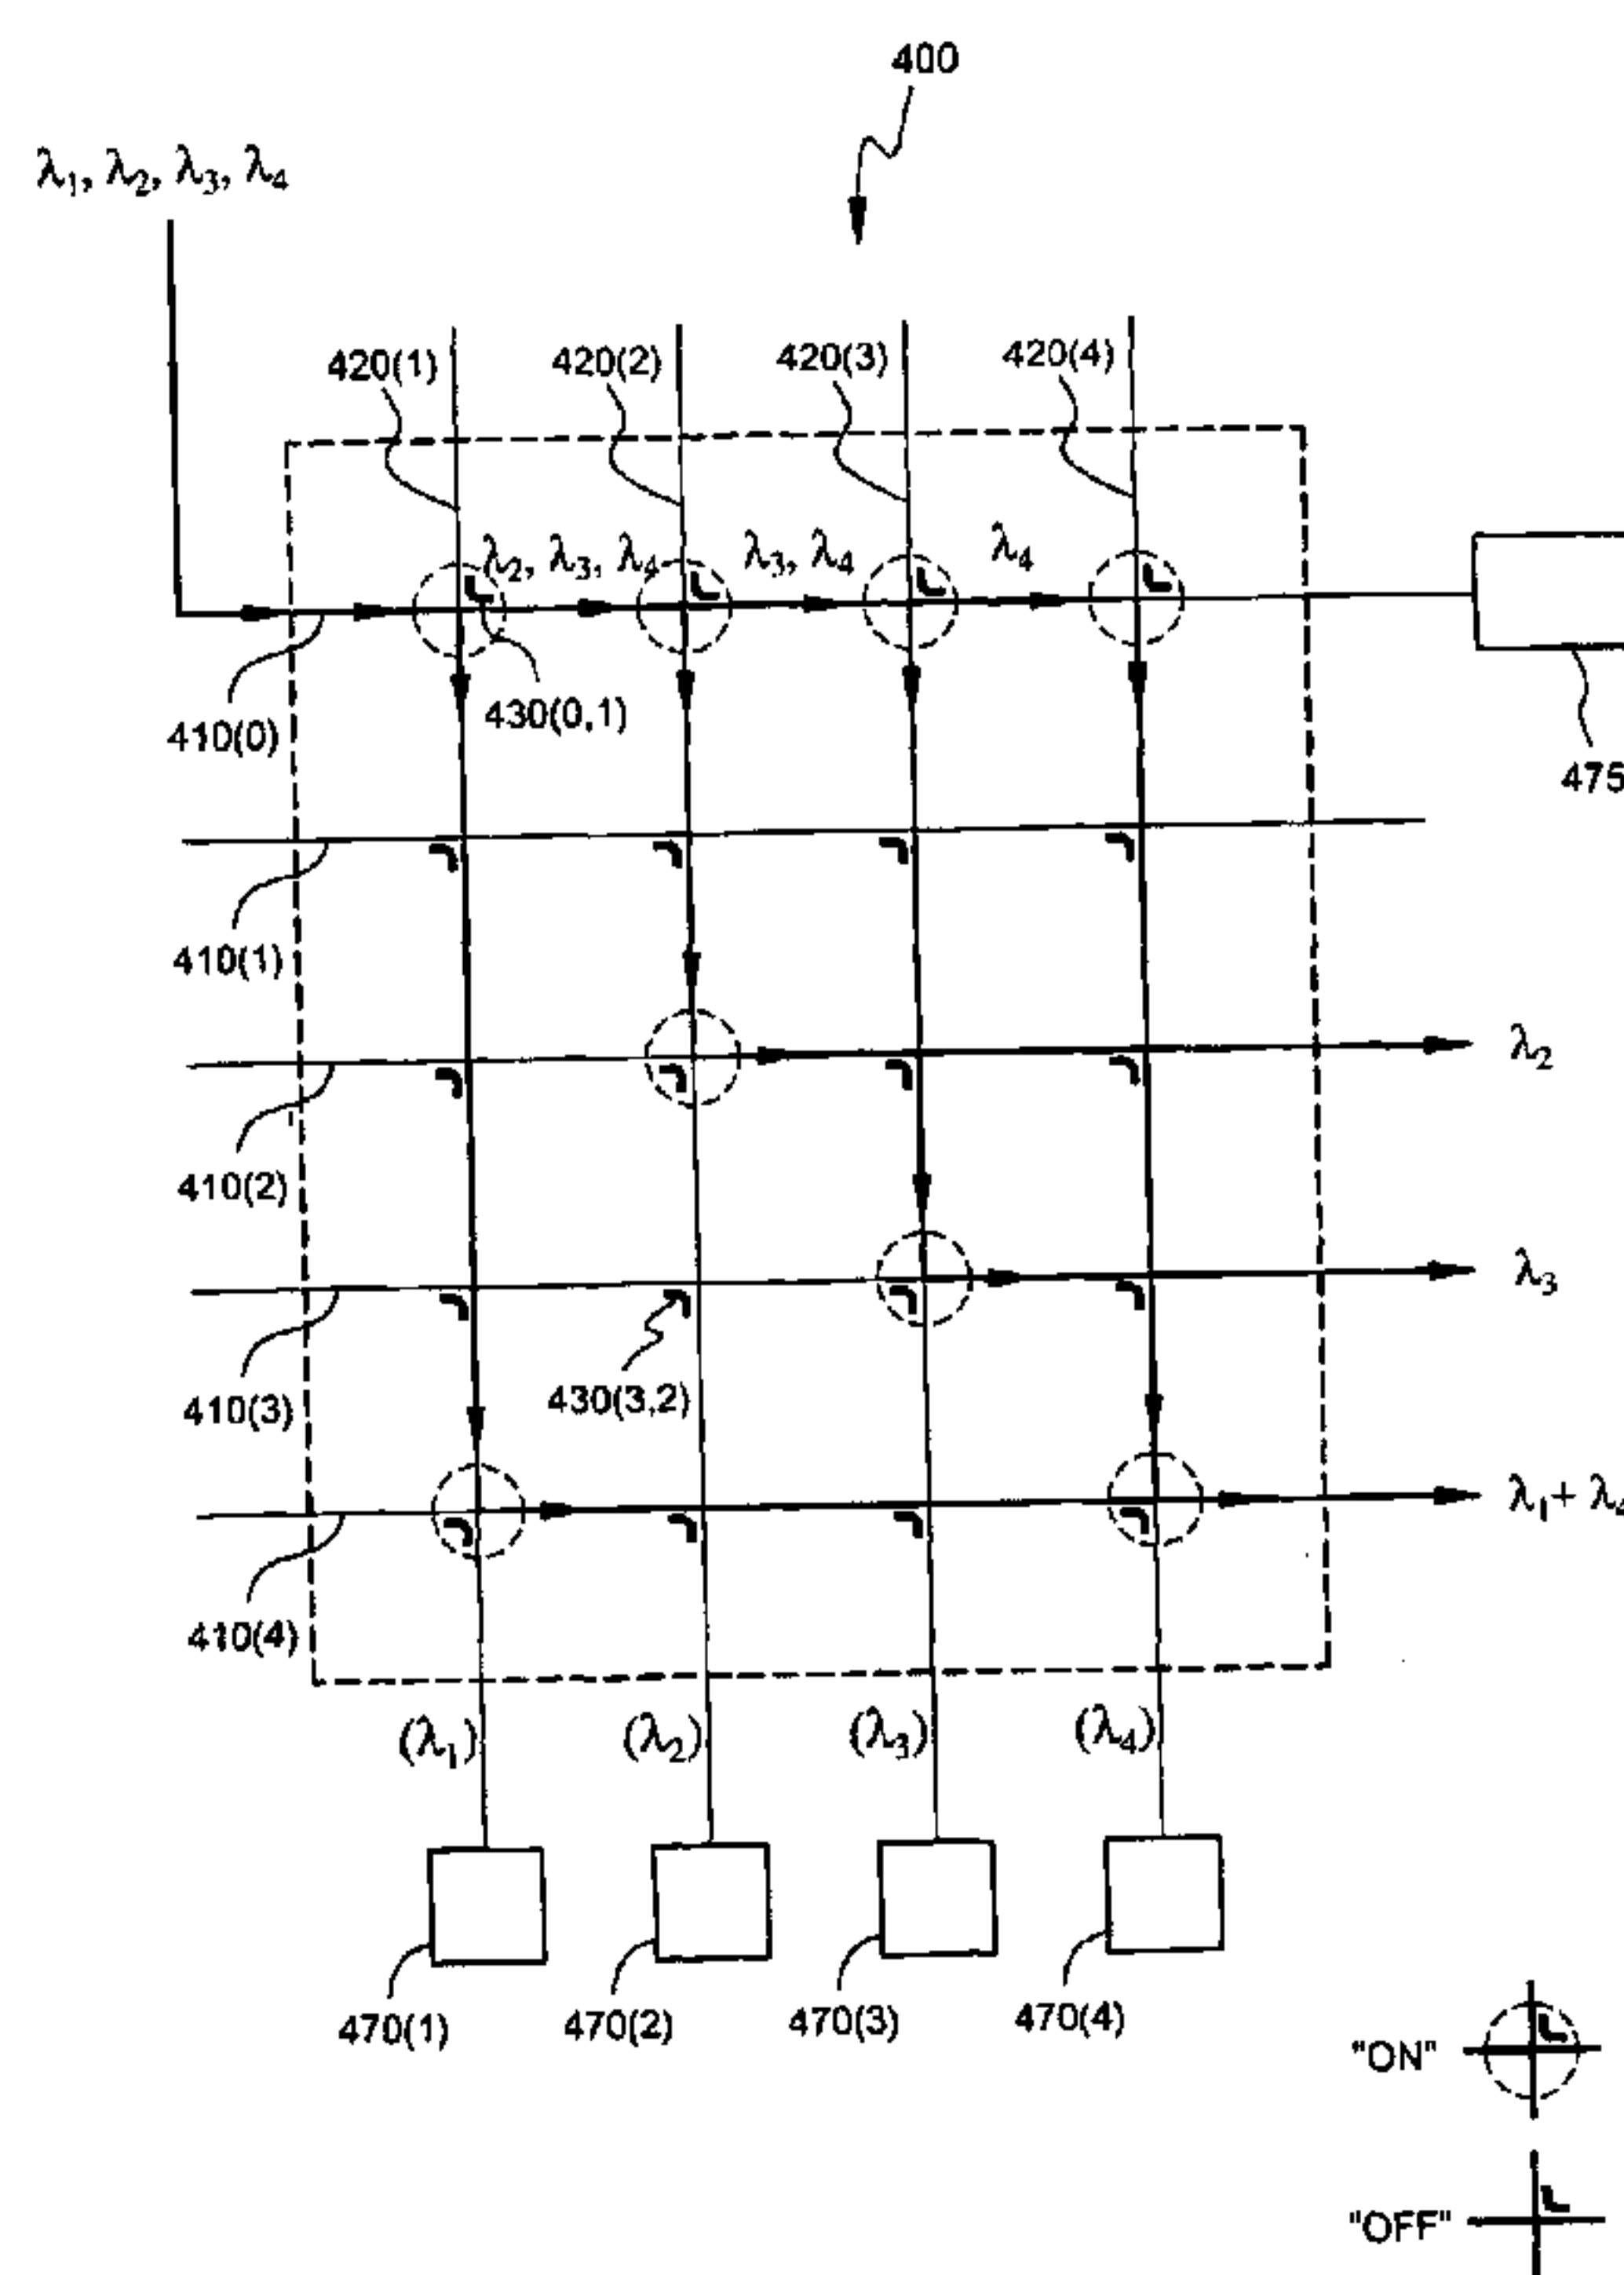 400
λ₁, λ₂, λ₃, λ₄
420(1) 420(2) 420(3) 420(4)
λ₂, λ₃, λ₄ λ₃, λ₄ λ₄
410(0) 430(0,1)
475
410(1)
λ₂
410(2)
λ₃
410(3) 430(3,2)
λ₁+ λ₄
410(4)
(λ₁) (λ₂) (λ₃) (λ₄)
470(1) 470(2) 470(3) 470(4)
"ON"
"OFF"